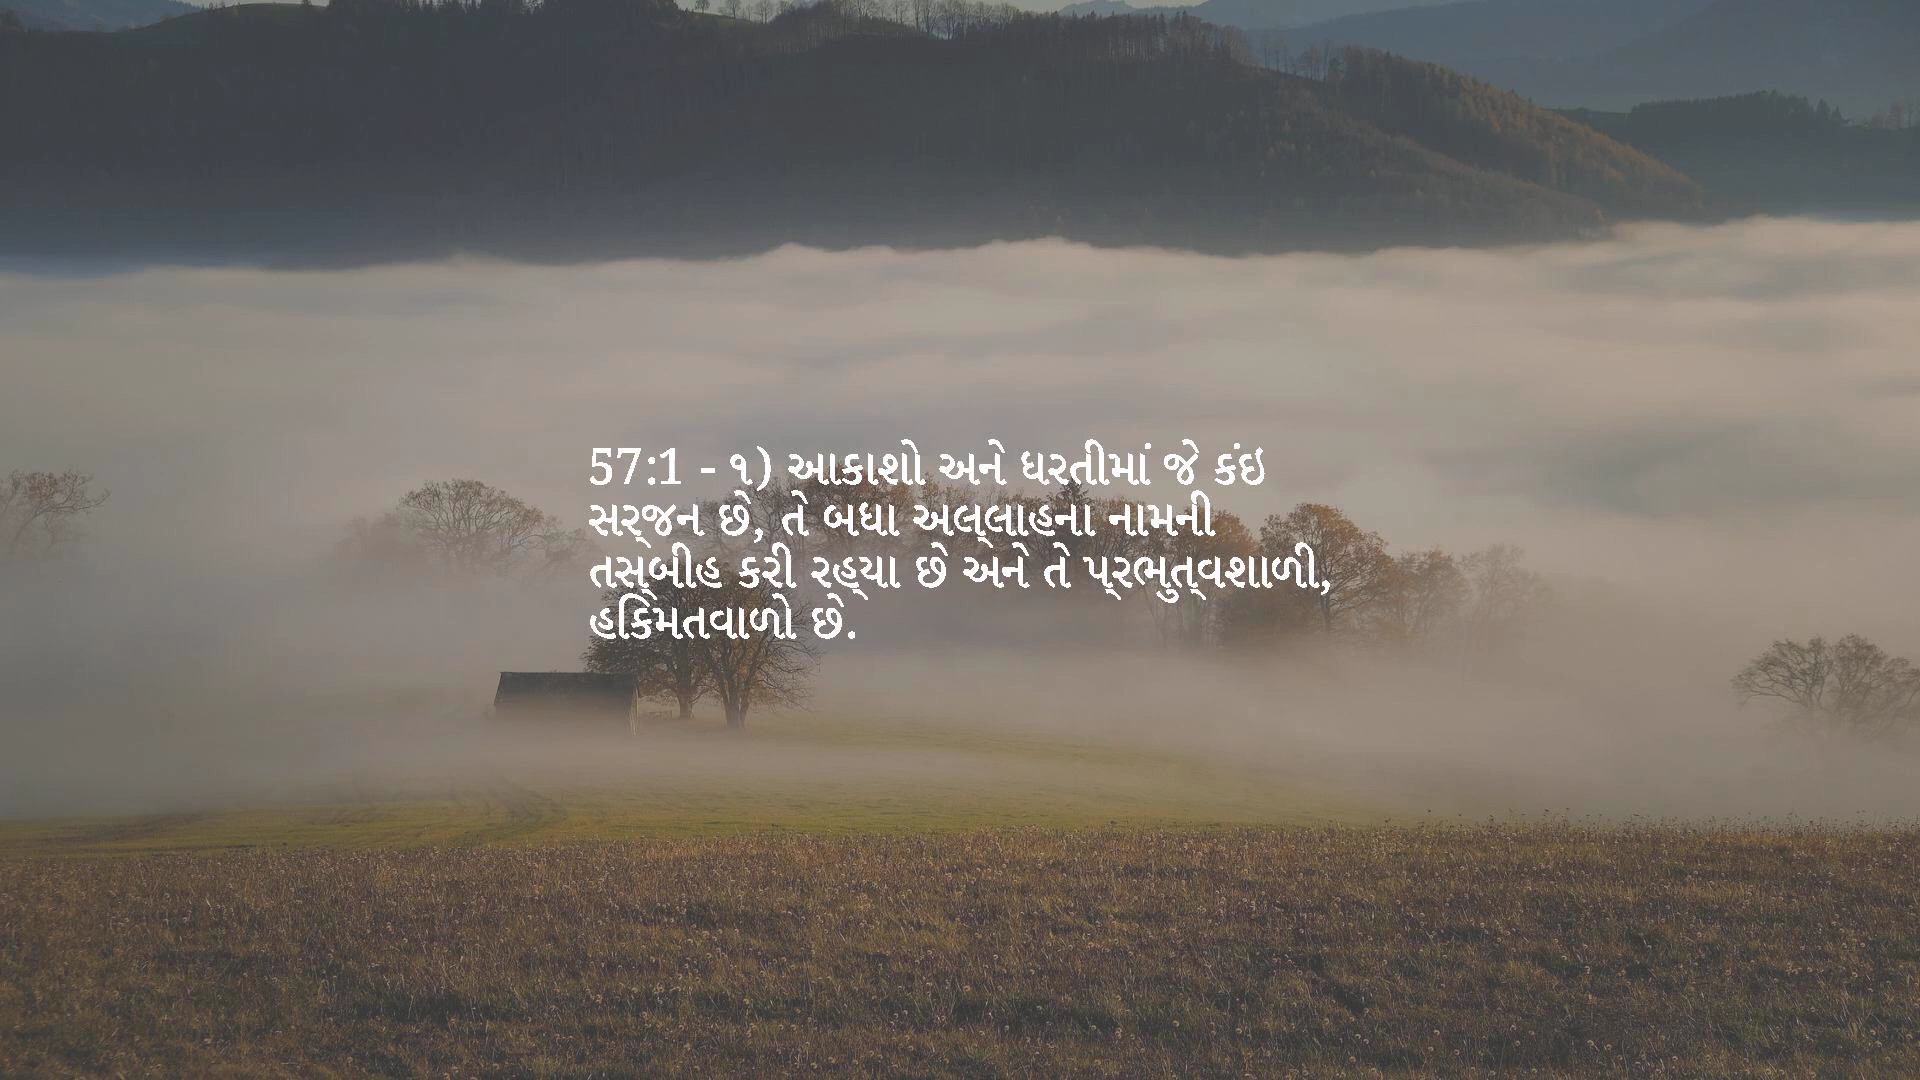 57:1 - ૧) આકાશો અને ધરતીમાં જે કંઇ
સર્જન છે, તે બધા અલ્લાહના નામની
તસ્બીહ કરી રહ્યા છે અને તે પ્રભુત્વશાળી,
હિકમતવાળો છે.